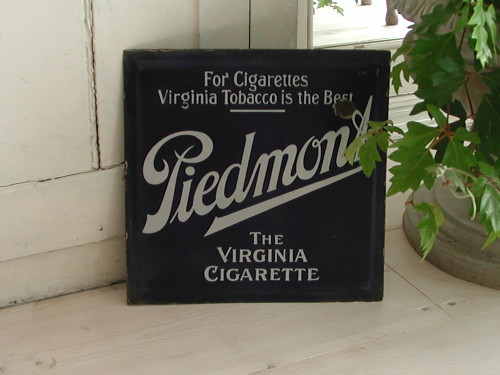 For Cigarettes
Virginia Tobacco is the Best
Piedmont
The
Virginia
Cigarette